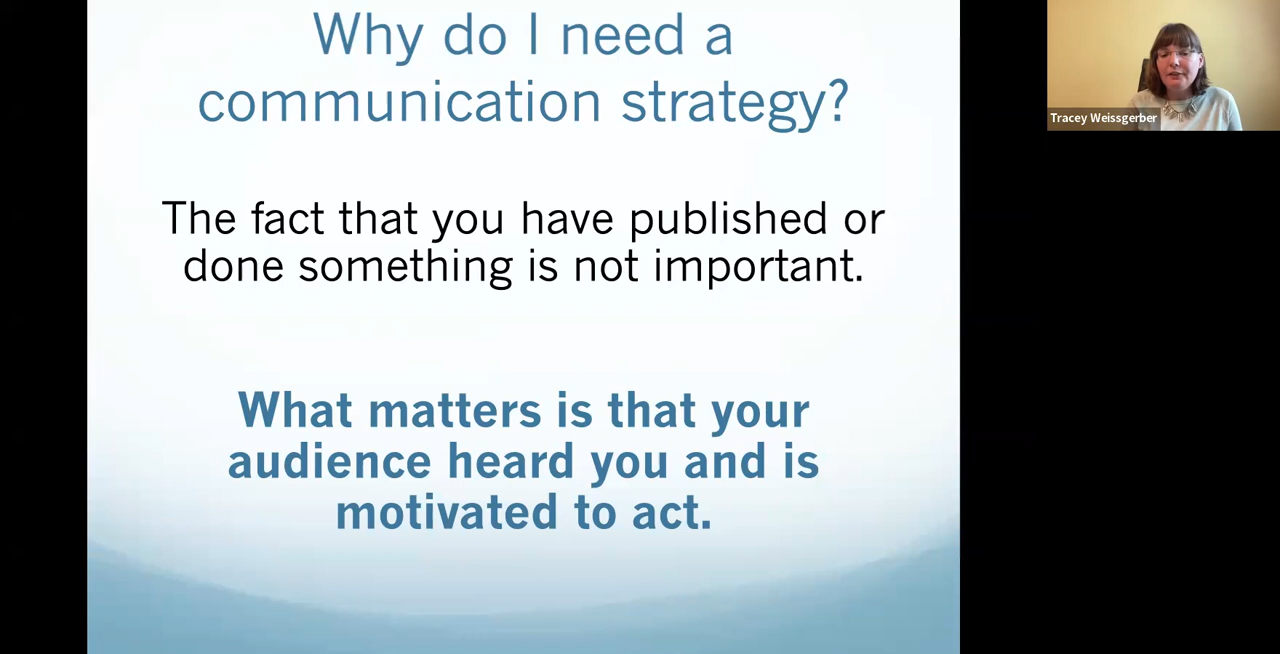 Why do I need a
communication strategy?
The fact that you have published or
done something is not important.
What matters is that your
audience heard you and is
motivated to act.
Tracey Weissgerber